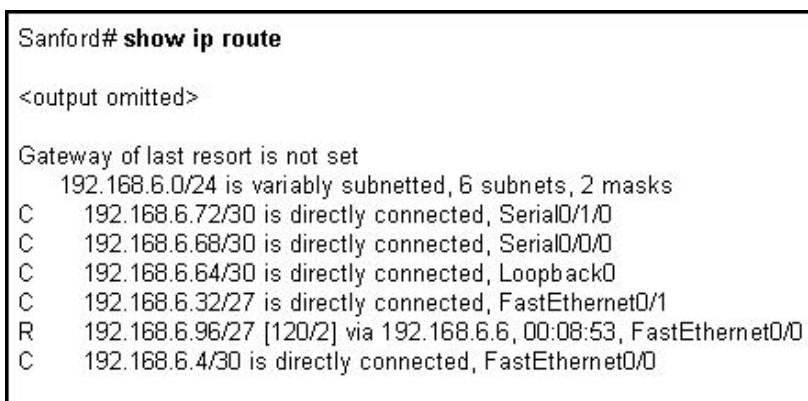 Sanford# show ip route
<output omitted>
Gateway of last resort is not set
192.168.6.0/24 is variably subnetted, 6 subnets, 2 masks
C 192.168.6.72/30 is directly connected, Serial0/1/0
C 192.168.6.68/30 is directly connected, Serial0/0/0
C 192.168.6.64/30 is directly connected, Loopback0
C 192.168.6.32/27 is directly connected, FastEthernet0/1
R 192.168.6.96/27 [120/2] via 192.168.6.6, 00:08:53, FastEthernet0/0
C 192.168.6.4/30 is directly connected, FastEthernet0/0